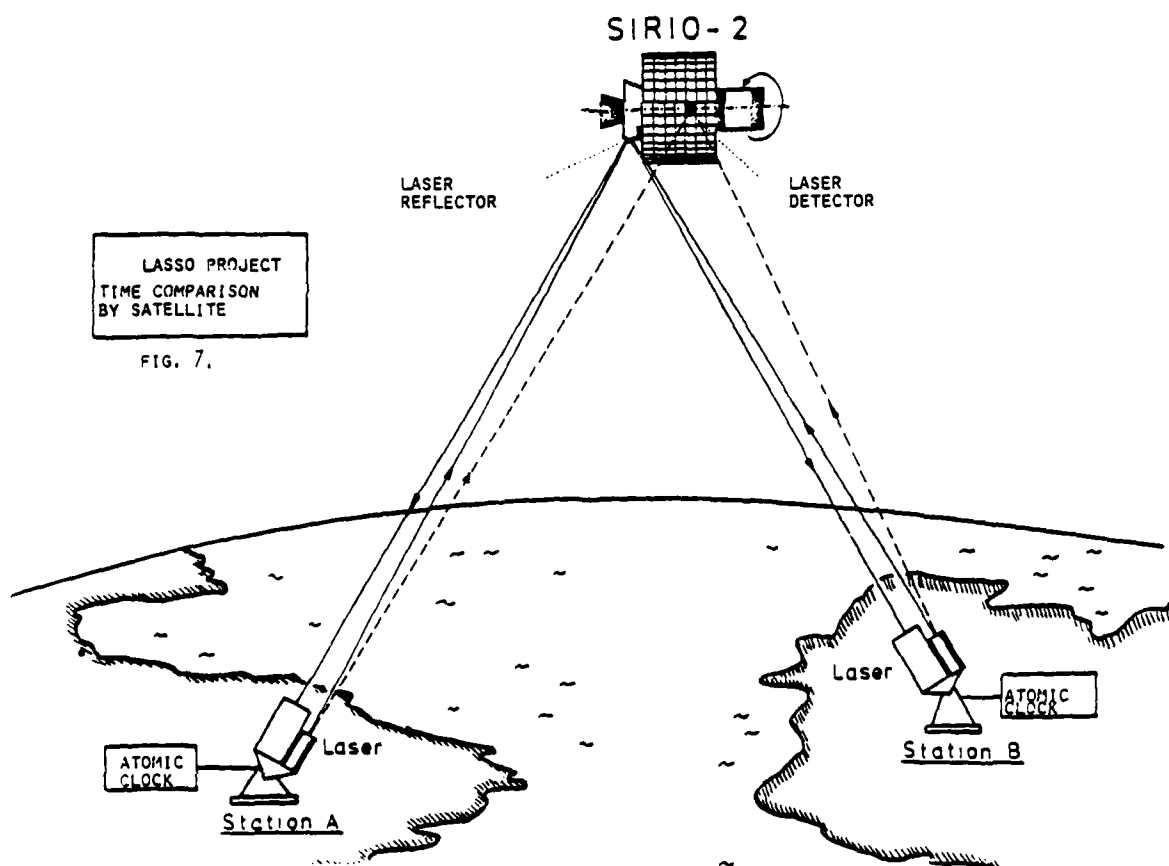 SIRIO-2
LASER
REFLECTOR
LASER
DETECTOR
LASSO PROJECT
TIME COMPARISON
BY SATELLITE
FIG. 7.
Laser
ATOMIC
CLOCK
Station B
Laser
ATOMIC
CLOCK
Station A